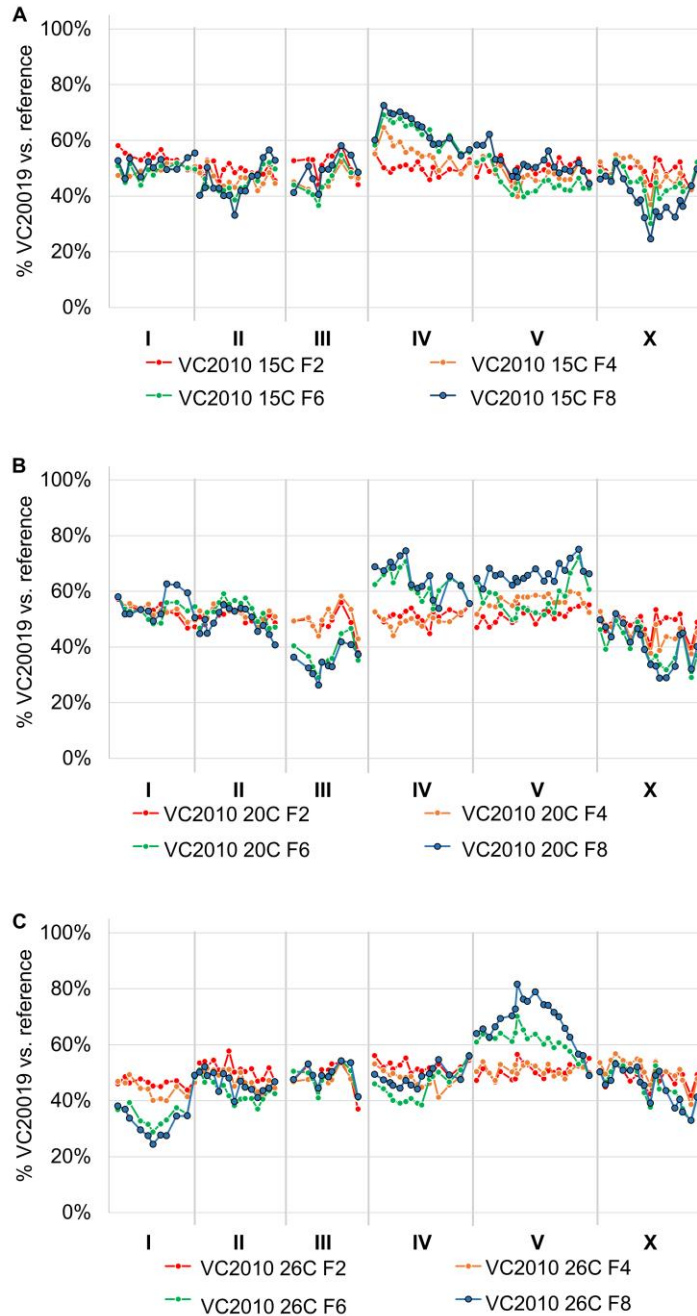 A
100%
80%
60%
40%
20%
0%
% VC20019 vs. reference
I II III IV V X
VC2010 15C F2 VC2010 15C F4
VC2010 15C F6 VC2010 15C F8
B
100%
80%
60%
40%
20%
0%
% VC20019 vs. reference
I II III IV V X
VC2010 20C F2 VC2010 20C F4
VC2010 20C F6 VC2010 20C F8
C
100%
80%
60%
40%
20%
0%
% VC20019 vs. reference
I II III IV V X
VC2010 26C F2 VC2010 26C F4
VC2010 26C F6 VC2010 26C F8